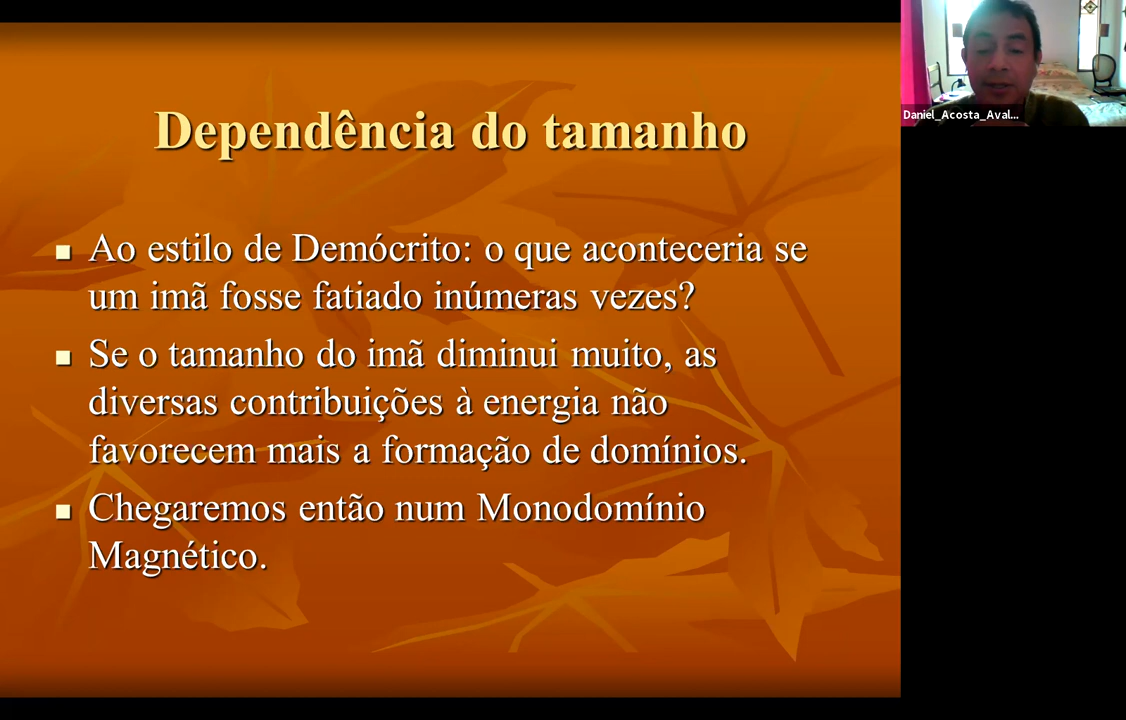 Dependência do tamanho
Ao estilo de Demócrito: o que aconteceria se
um imã fosse fatiado inúmeras vezes?
Se o tamanho do imã diminui muito, as
diversas contribuições à energia não
favorecem mais a formação de domínios.
Chegaremos então num Monodomínio
Magnético.
Daniel_Acosta_Aval...